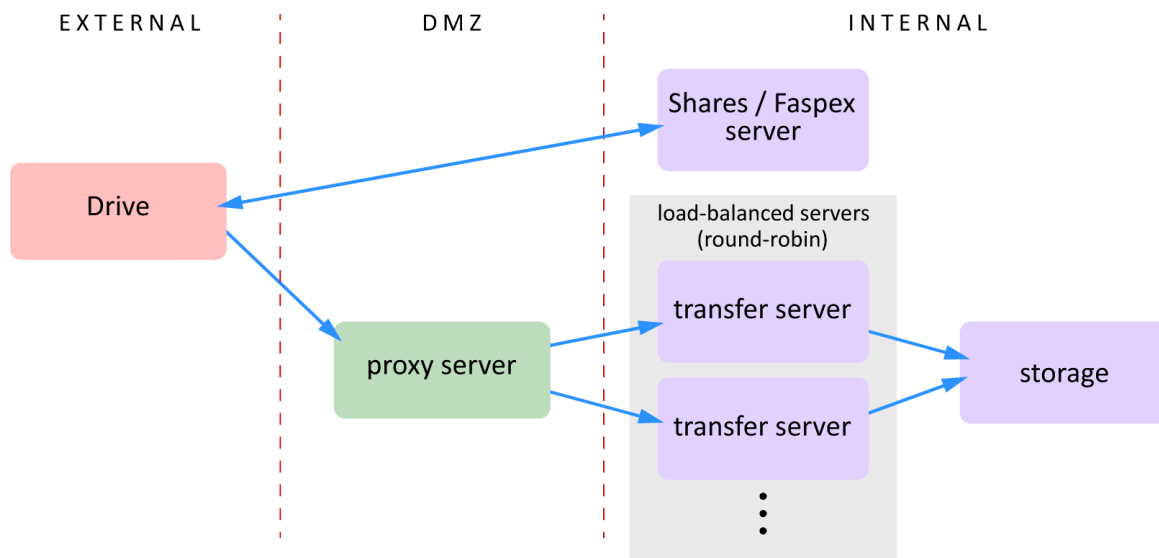 EXTERNAL
DMZ
INTERNAL
Shares / Faspex
server
Drive
load-balanced servers
(round-robin)
transfer server
proxy server
storage
transfer server